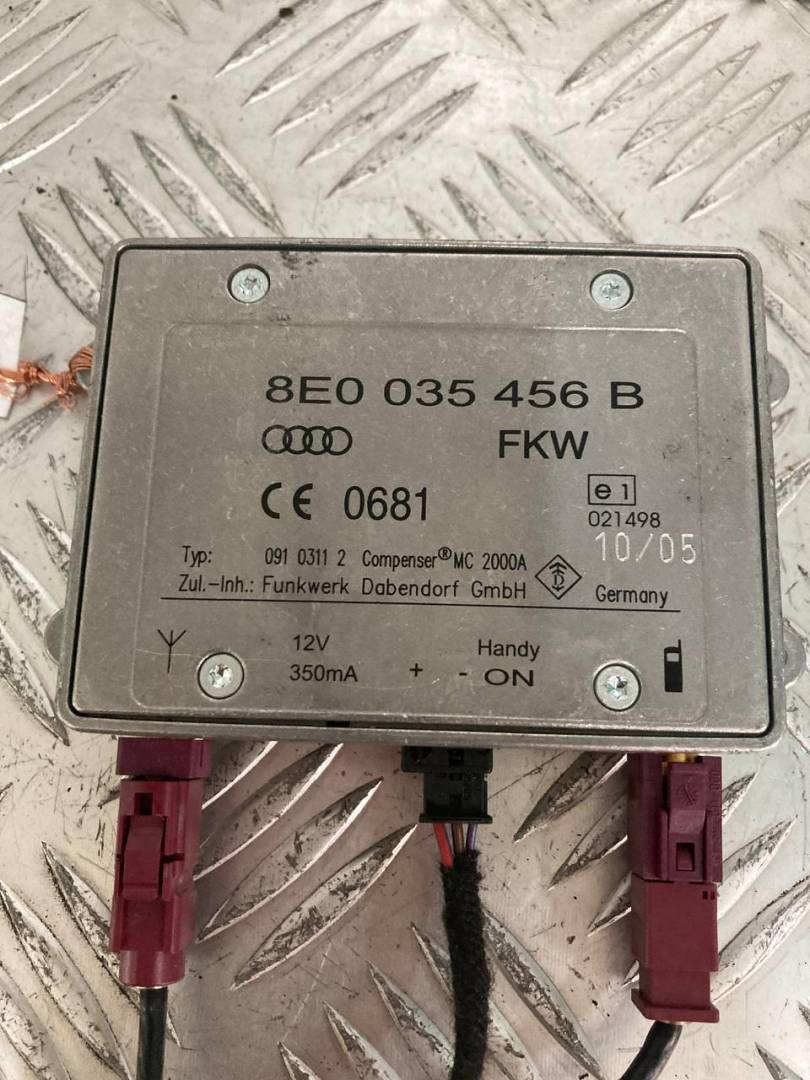 8E0 035 456 B
FKW
CE 0681
e1
021498
10/05
Typ: 091 0311 2 Compenser® MC 2000A
Zul.-Inh.: Funkwerk Dabendorf GmbH
D
Germany
12V Handy
350mA + - ON